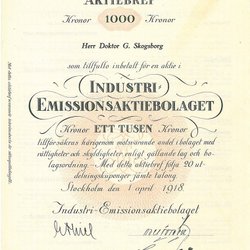 AKTIEBREF
Kronor 1000 Kronor
Herr Doktor G. Skogsborg
som tillfullo inbetalt för en aktie i
INDUSTRI-
EMISSIONSAKTIEBOLAGET
Kronor ETT TUSEN Kronor
tillförsäkras härigenom motsvarande andel i bolaget med
rättigheter och skyldigheter enligt gällande lag och bo-
lagsordning. Med detta aktiebref följa 20 ut-
delningskuponger jämte talong.
Stockholm den 1 april 1918.
Industri-Emissionsaktiebolaget